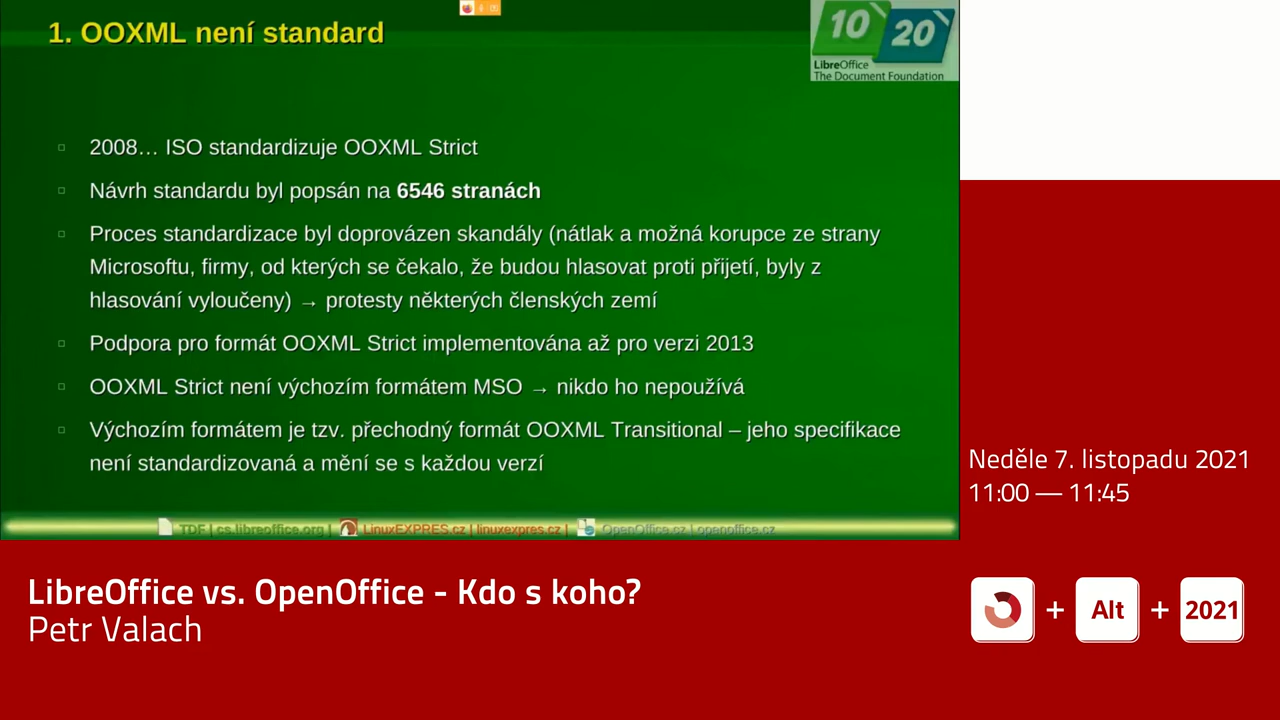 1. OOXML není standard
10 20
LibreOffice
The Document Foundation
2008… ISO standardizuje OOXML Strict
Návrh standardu byl popsán na 6546 stranách
Proces standardizace byl doprovázen skandály (nátlak a možná korupce ze strany
Microsoftu, firmy, od kterých se čekalo, že budou hlasovat proti přijetí, byly z
hlasování vyloučeny) → protesty některých členských zemí
Podpora pro formát OOXML Strict implementována až pro verzi 2013
OOXML Strict není výchozím formátem MSO → nikdo ho nepoužívá
Výchozím formátem je tzv. přechodný formát OOXML Transitional – jeho specifikace
není standardizovaná a mění se s každou verzí
TDF | cs.libreoffice.org | LinuxEXPRES.cz | linuxexpres.cz | OpenOffice.cz | openoffice.cz
Neděle 7. listopadu 2021
11:00 — 11:45
LibreOffice vs. OpenOffice - Kdo s koho?
Petr Valach
+ Alt + 2021